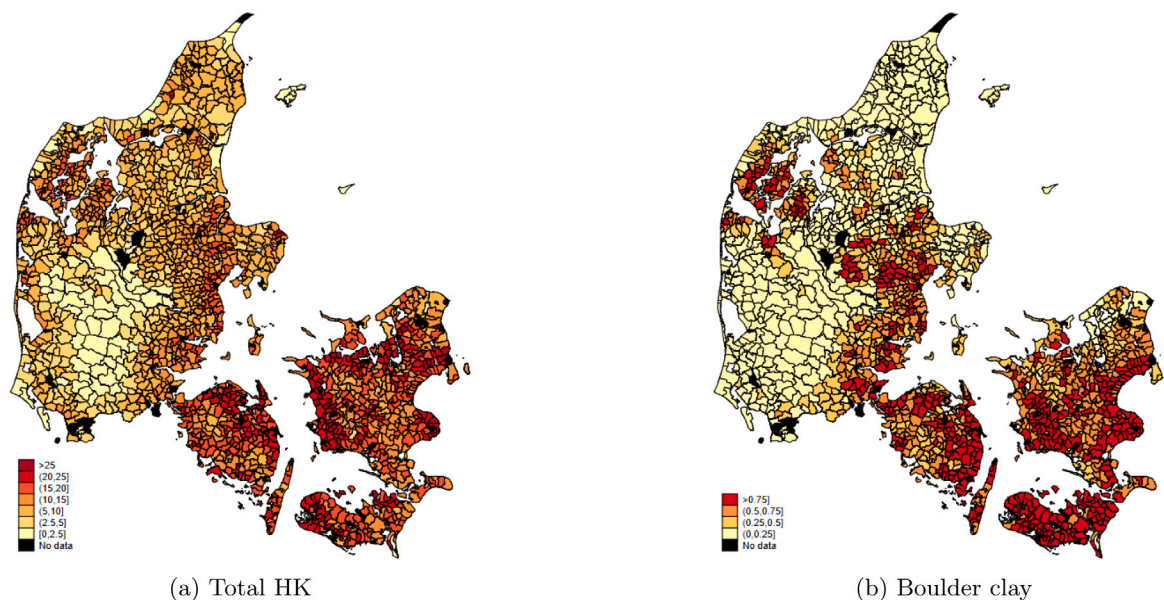 >25
(20,25]
(15,20]
(10,15]
(5,10]
(2.5,5]
[0,2.5]
No data
(a) Total HK
>0.75]
(0.5,0.75]
(0.25,0.5]
(0,0.25]
No data
(b) Boulder clay